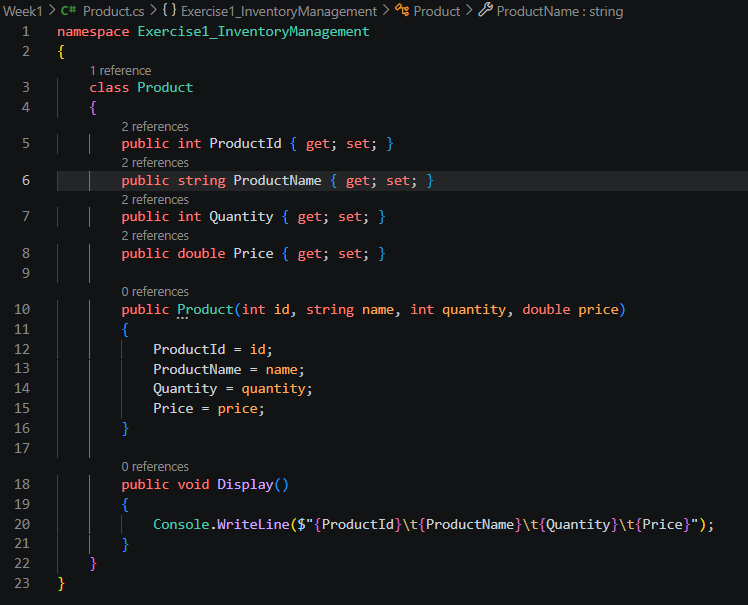 Week1 > C# Product.cs > {} Exercise1_InventoryManagement > Product > ProductName : string
1 namespace Exercise1_InventoryManagement
2 {
1 reference
3     class Product
4     {
2 references
5         public int ProductId { get; set; }
2 references
6         public string ProductName { get; set; }
2 references
7         public int Quantity { get; set; }
2 references
8         public double Price { get; set; }
9
0 references
10         public Product(int id, string name, int quantity, double price)
11         {
12             ProductId = id;
13             ProductName = name;
14             Quantity = quantity;
15             Price = price;
16         }
17
0 references
18         public void Display()
19         {
20             Console.WriteLine($"{ProductId}\t{ProductName}\t{Quantity}\t{Price}");
21         }
22     }
23 }